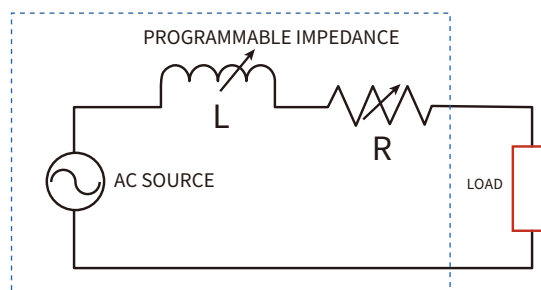 PROGRAMMABLE IMPEDANCE
L
R
AC SOURCE
LOAD